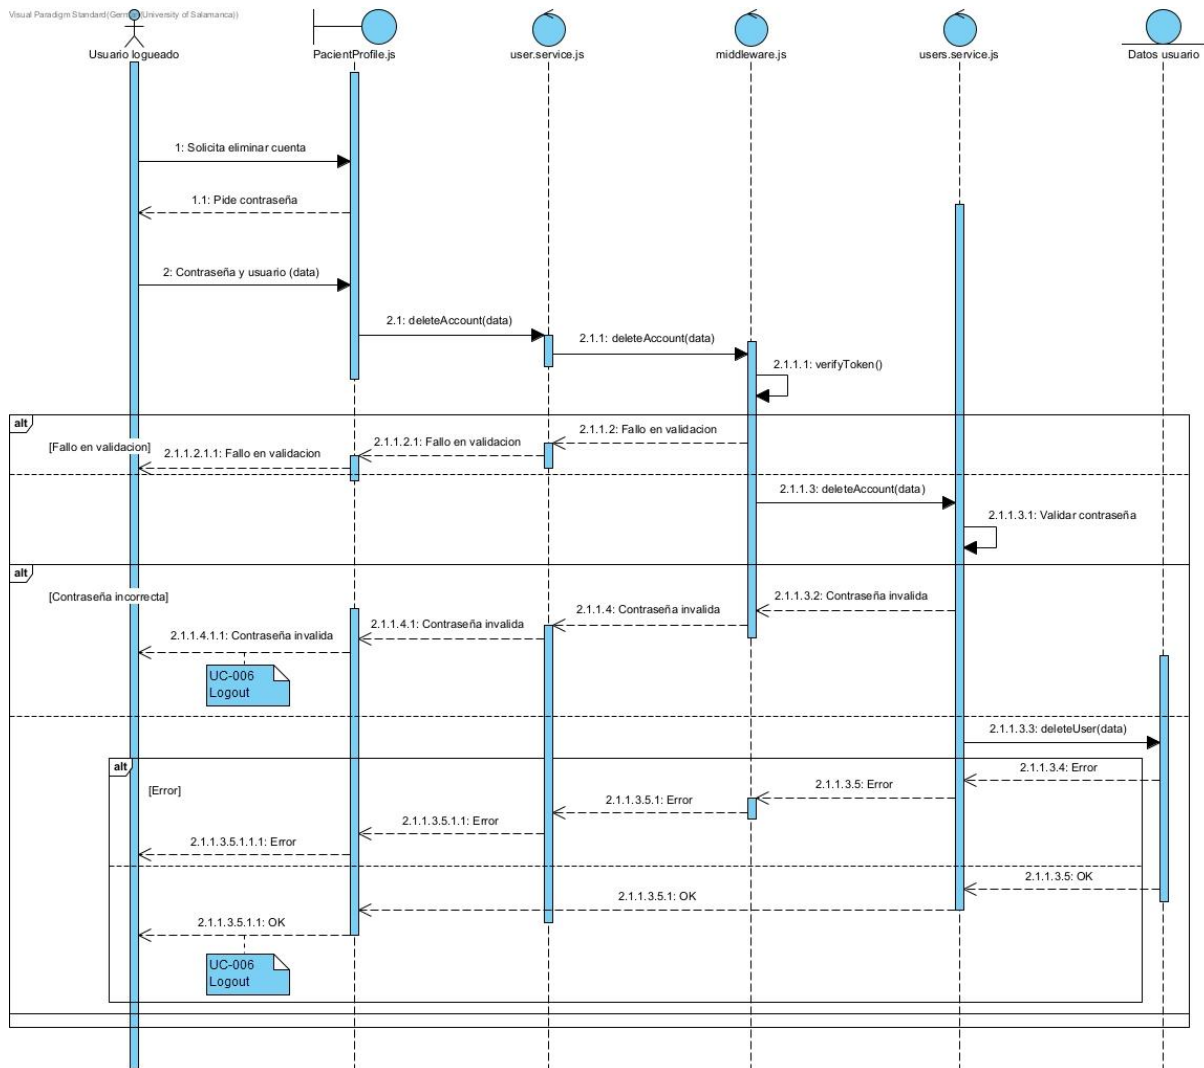 Visual Paradigm Standard(German(University of Salamanca))
Usuario logueado
PacientProfile.js
user.service.js
middleware.js
users.service.js
Datos usuario
1: Solicita eliminar cuenta
1.1: Pide contraseña
2: Contraseña y usuario (data)
2.1: deleteAccount(data)
2.1.1: deleteAccount(data)
2.1.1.1: verifyToken()
alt
[Fallo en validacion]
2.1.1.2: Fallo en validacion
2.1.1.2.1: Fallo en validacion
2.1.1.2.1.1: Fallo en validacion
2.1.1.3: deleteAccount(data)
2.1.1.3.1: Validar contraseña
alt
[Contraseña incorrecta]
2.1.1.3.2: Contraseña invalida
2.1.1.4: Contraseña invalida
2.1.1.4.1: Contraseña invalida
2.1.1.4.1.1: Contraseña invalida
UC-006
Logout
2.1.1.3.3: deleteUser(data)
alt
[Error]
2.1.1.3.4: Error
2.1.1.3.5: Error
2.1.1.3.5.1: Error
2.1.1.3.5.1.1: Error
2.1.1.3.5.1.1.1: Error
2.1.1.3.5: OK
2.1.1.3.5.1: OK
2.1.1.3.5.1.1: OK
UC-006
Logout